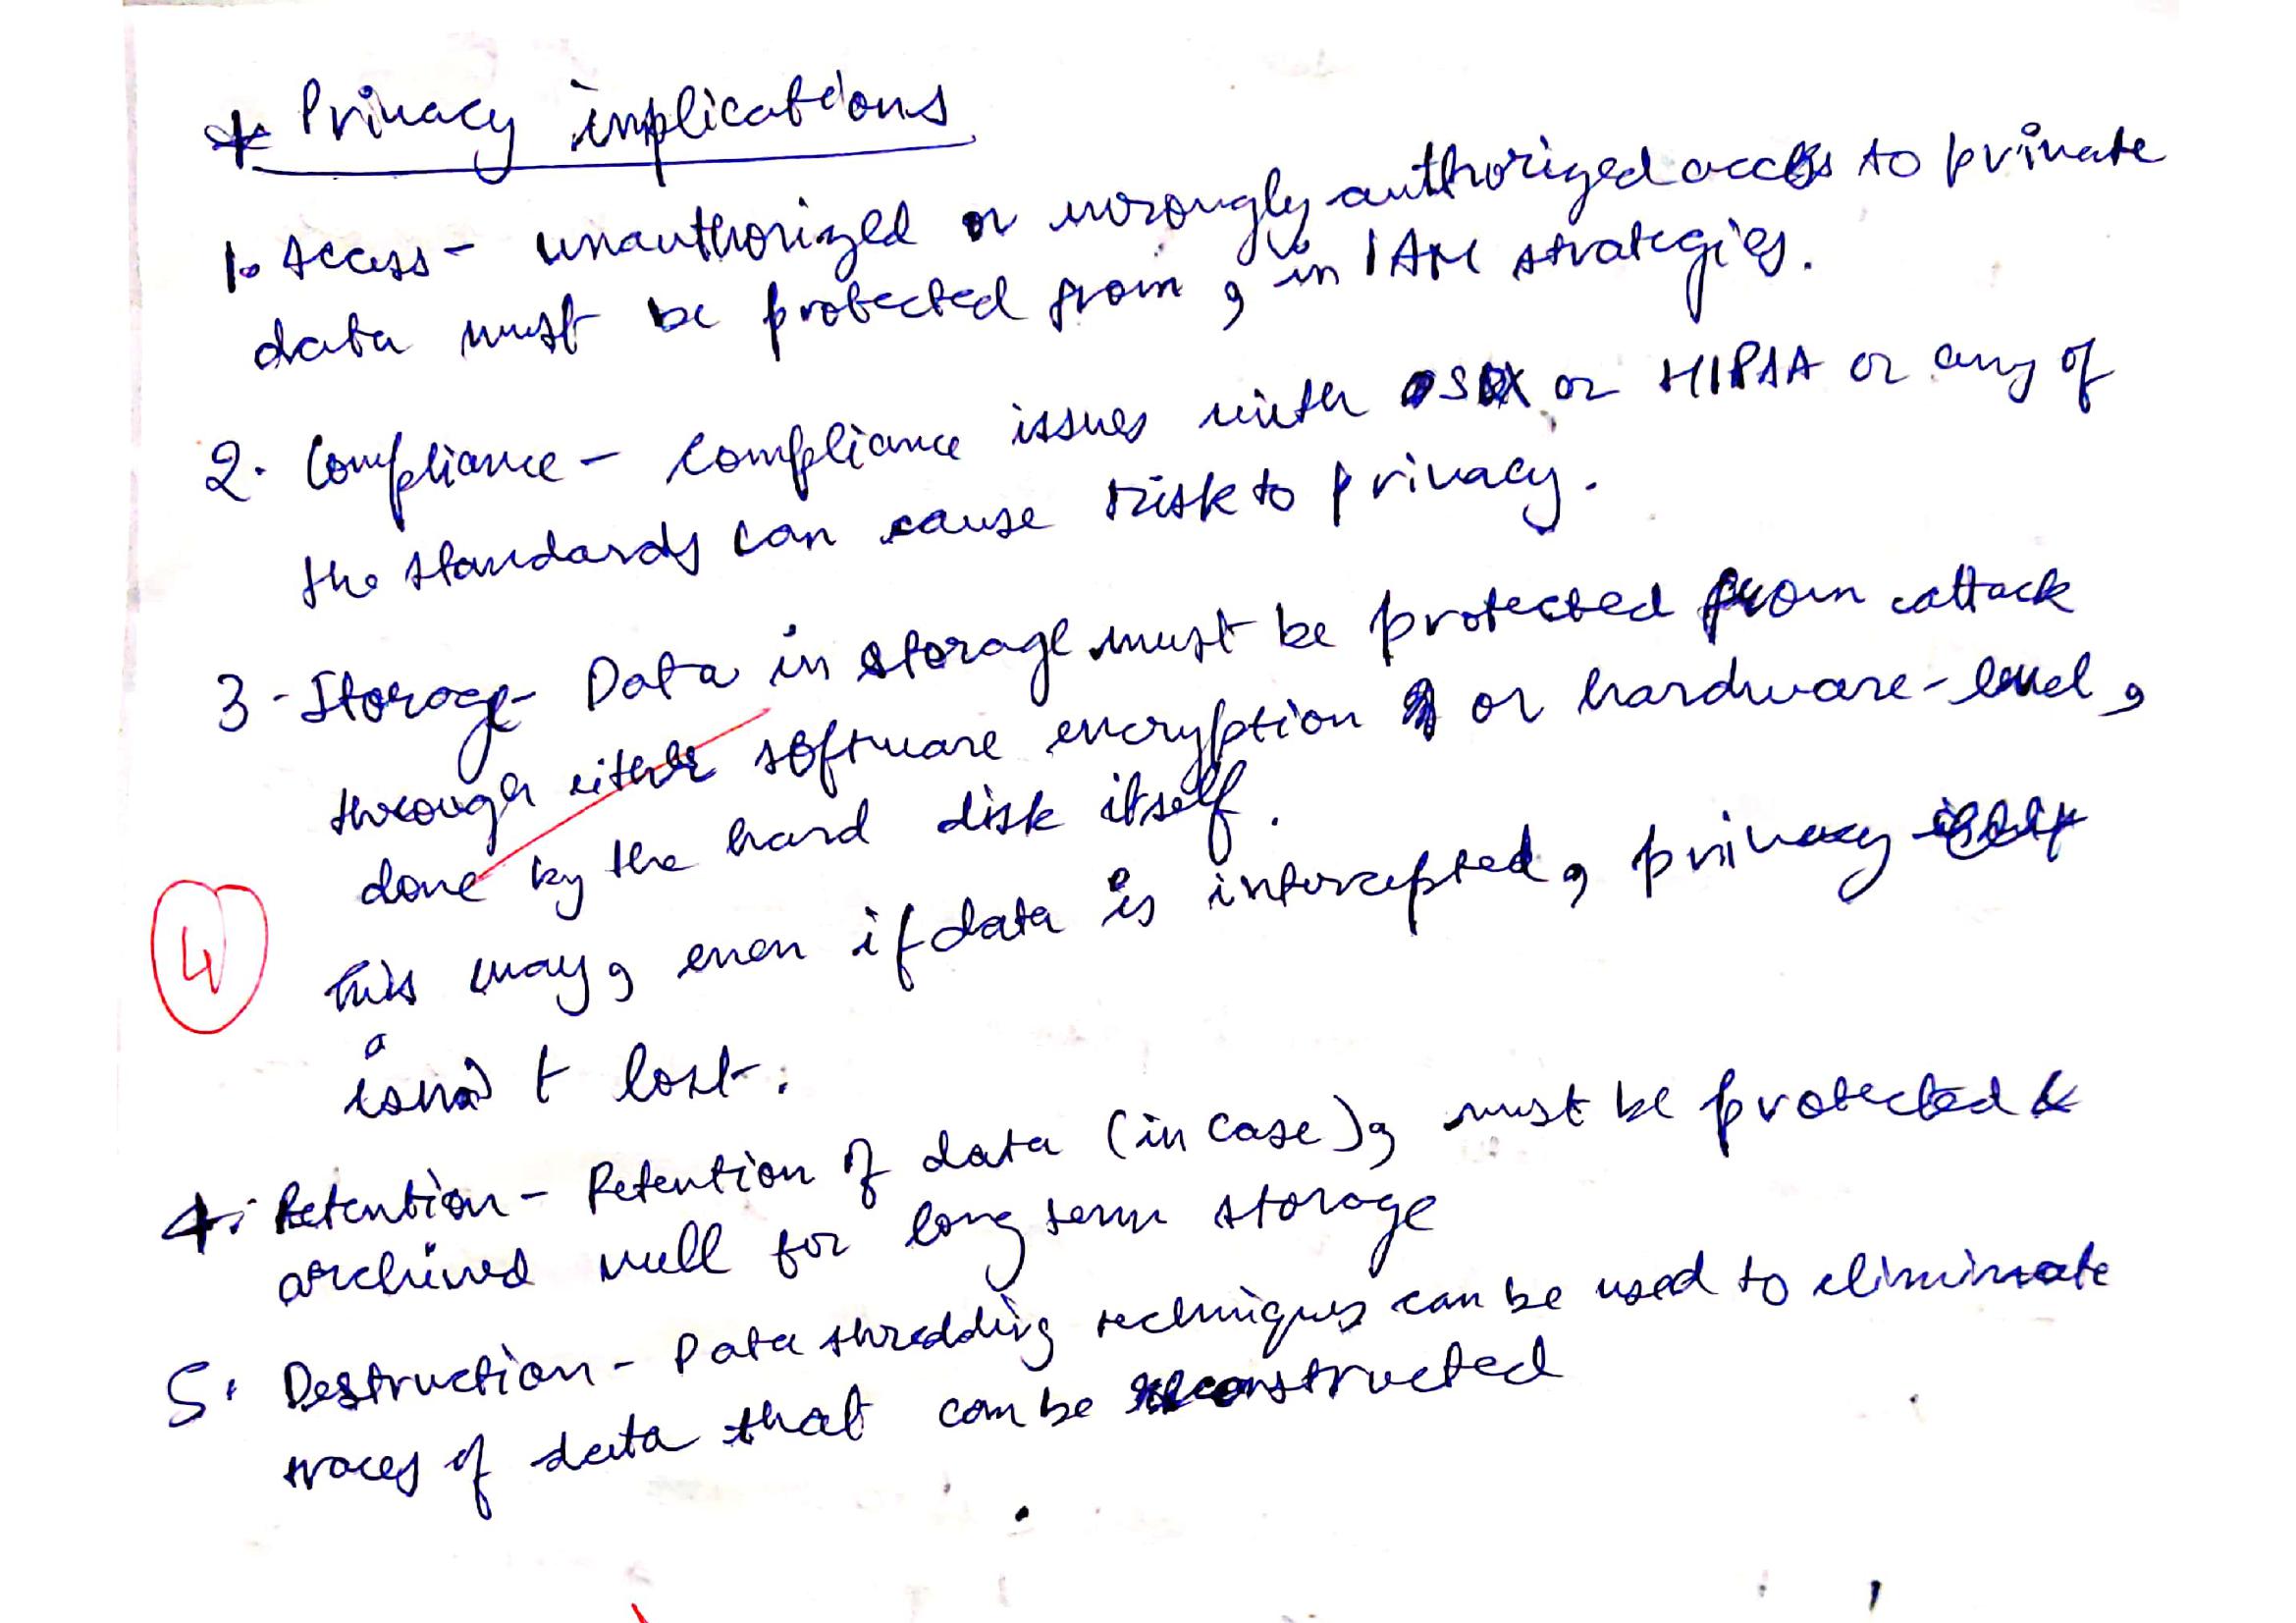 * Privacy implications
1. Access - unauthorized or wrongly authorized access to private
data must be protected from, in IAM strategies.
2. Compliance - compliance issues with SOX or HIPAA or any of
the standards can cause risk to privacy.
3 - Storage - Data in storage must be protected from attack
through either software encryption or hardware-level,
done by the hard disk itself.
4
this way, even if data is intercepted, privacy
isn't lost.
4. Retention - Retention of data (in case), must be protected &
archived well for long term storage
5. Destruction - Data shredding techniques can be used to eliminate
traces of data that can be reconstructed